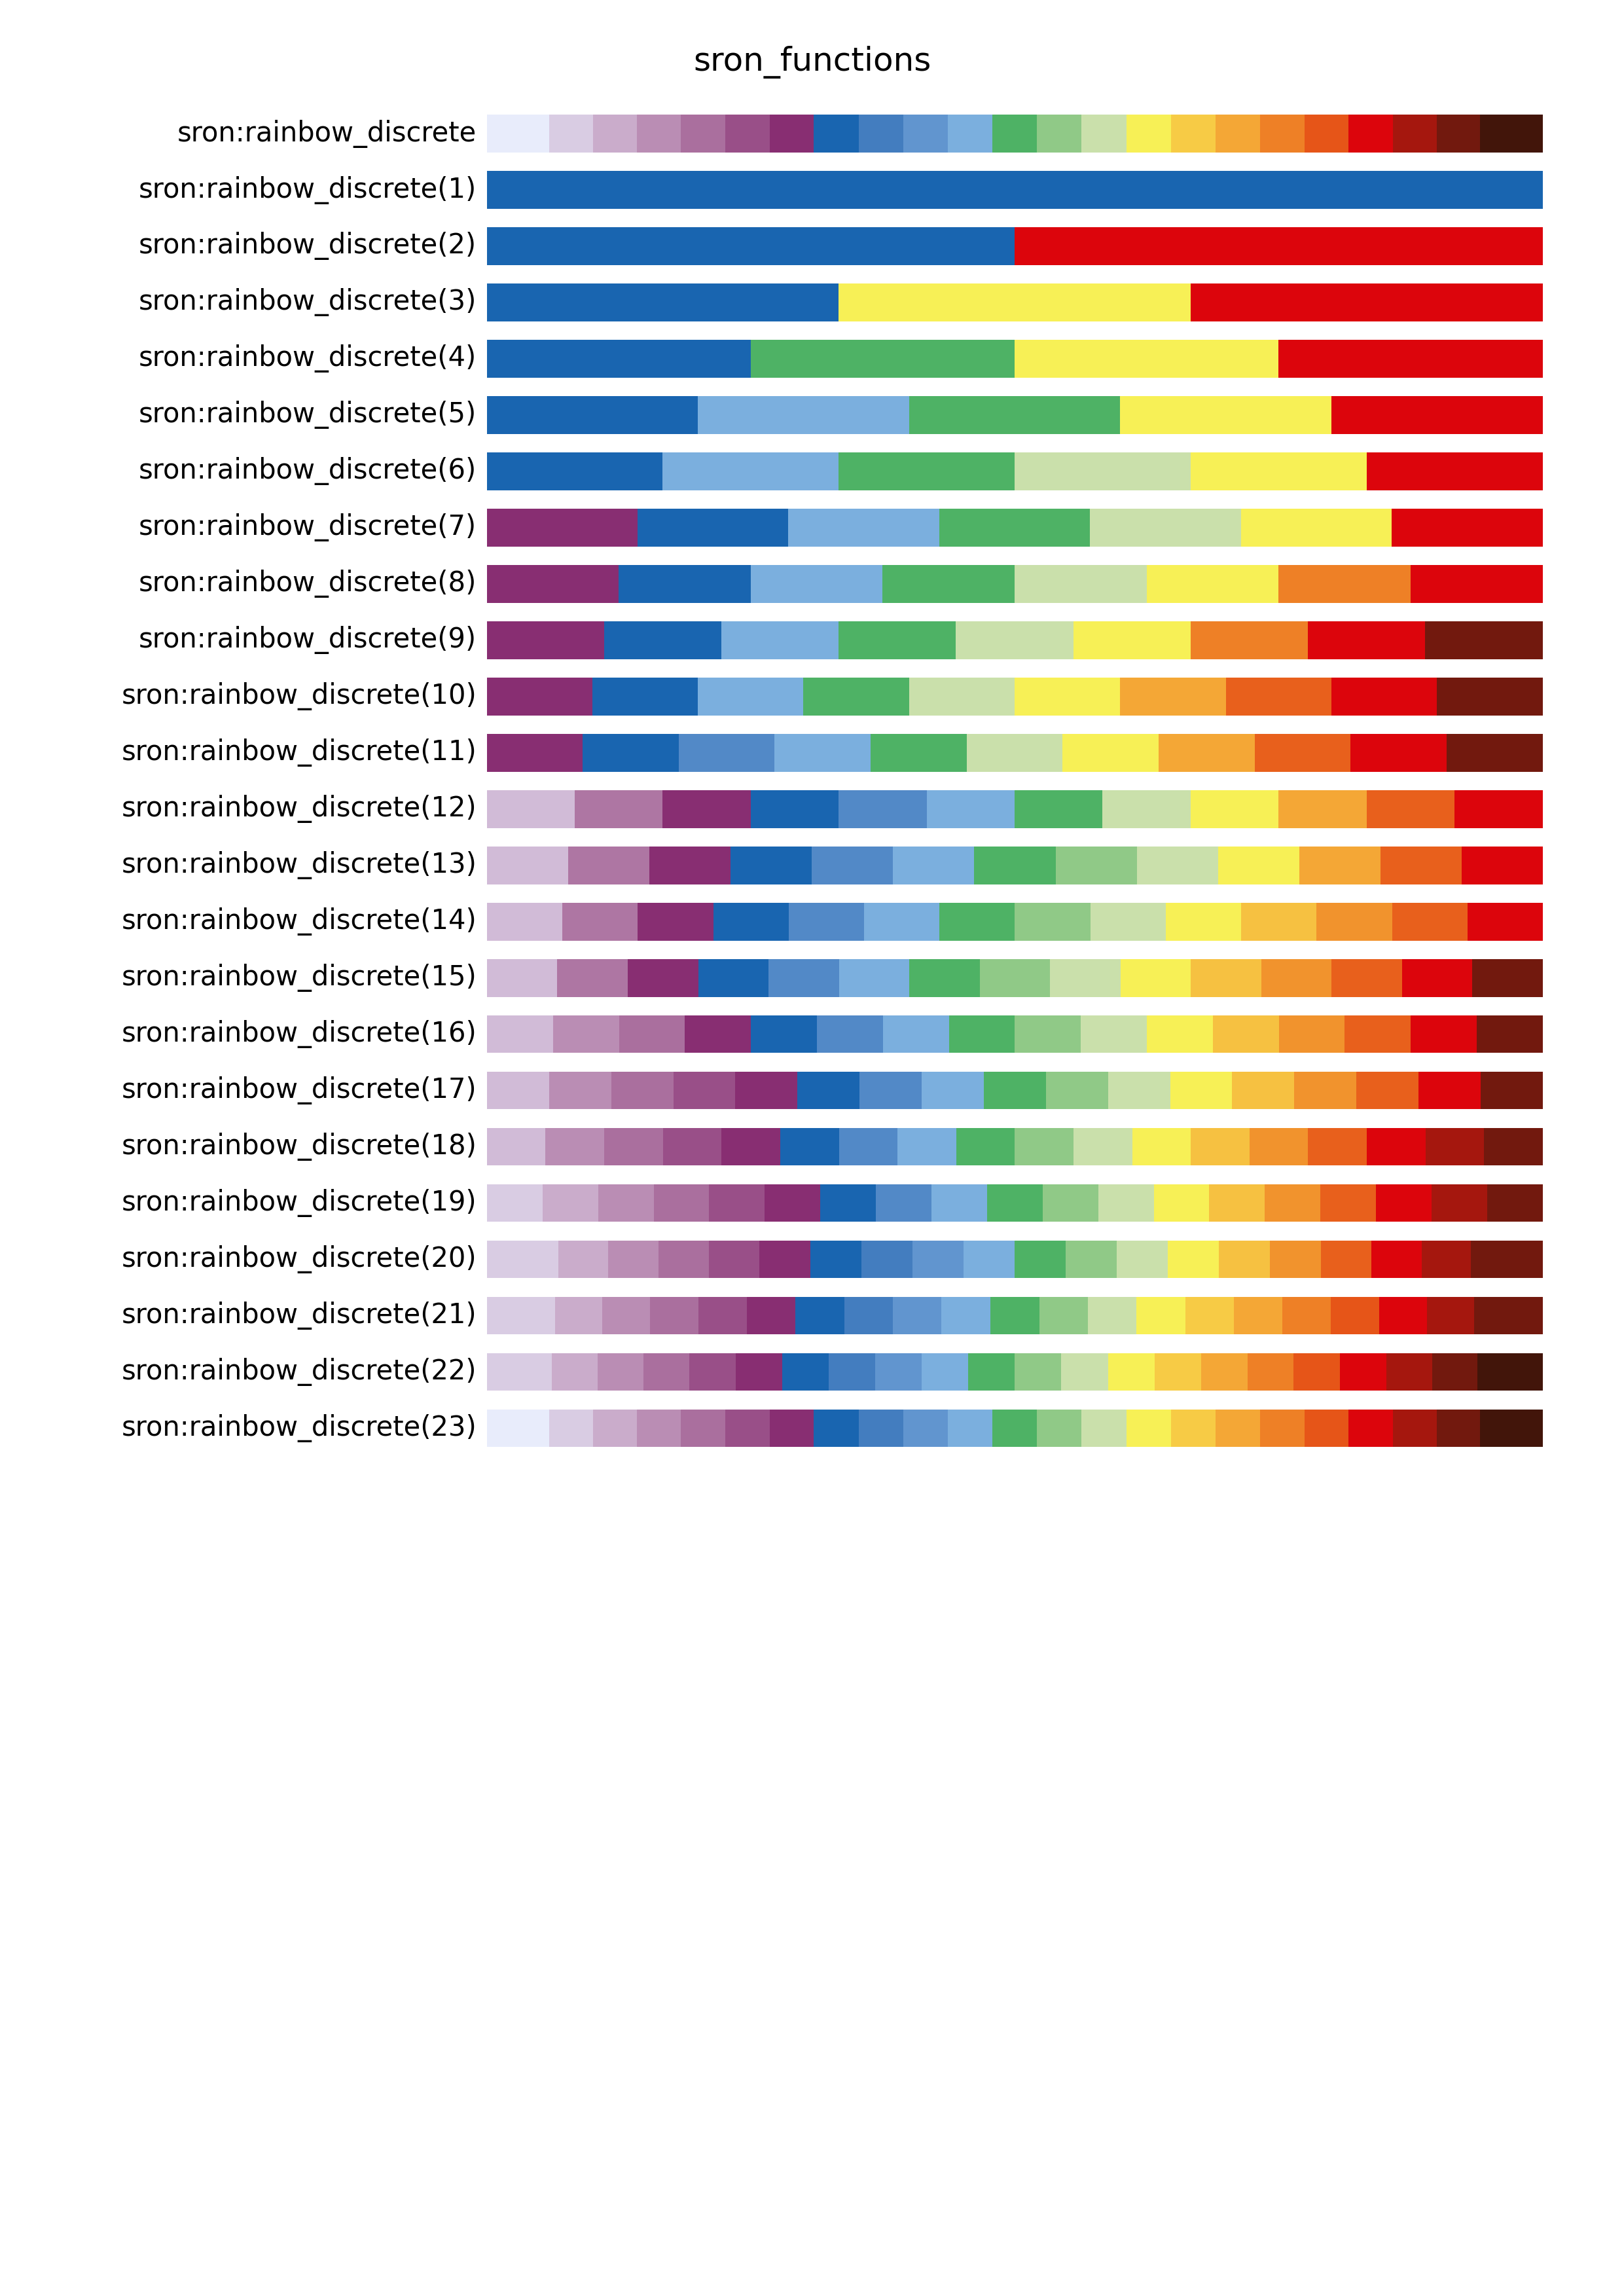 sron_functions
sron:rainbow_discrete
sron:rainbow_discrete(1)
sron:rainbow_discrete(2)
sron:rainbow_discrete(3)
sron:rainbow_discrete(4)
sron:rainbow_discrete(5)
sron:rainbow_discrete(6)
sron:rainbow_discrete(7)
sron:rainbow_discrete(8)
sron:rainbow_discrete(9)
sron:rainbow_discrete(10)
sron:rainbow_discrete(11)
sron:rainbow_discrete(12)
sron:rainbow_discrete(13)
sron:rainbow_discrete(14)
sron:rainbow_discrete(15)
sron:rainbow_discrete(16)
sron:rainbow_discrete(17)
sron:rainbow_discrete(18)
sron:rainbow_discrete(19)
sron:rainbow_discrete(20)
sron:rainbow_discrete(21)
sron:rainbow_discrete(22)
sron:rainbow_discrete(23)